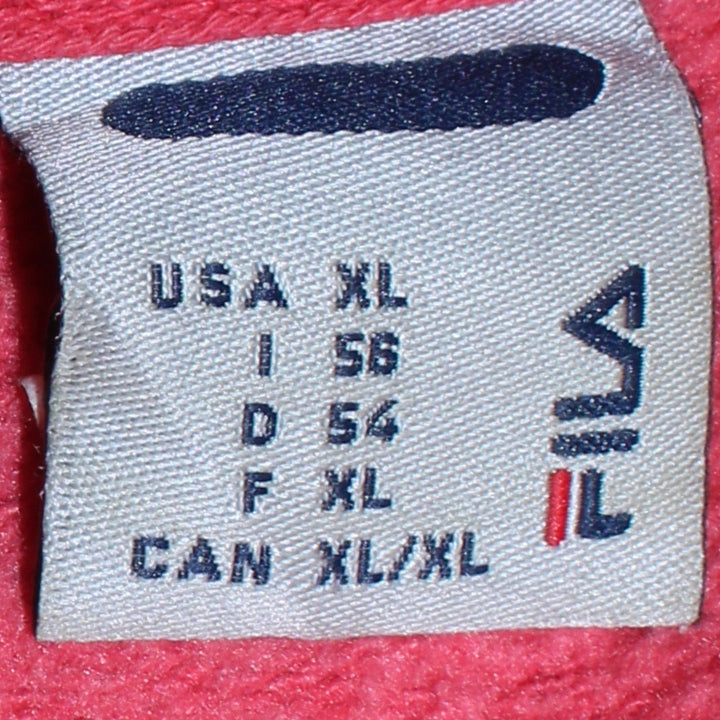 USA XL
I 56
D 54
F XL
CAN XL/XL
FILA